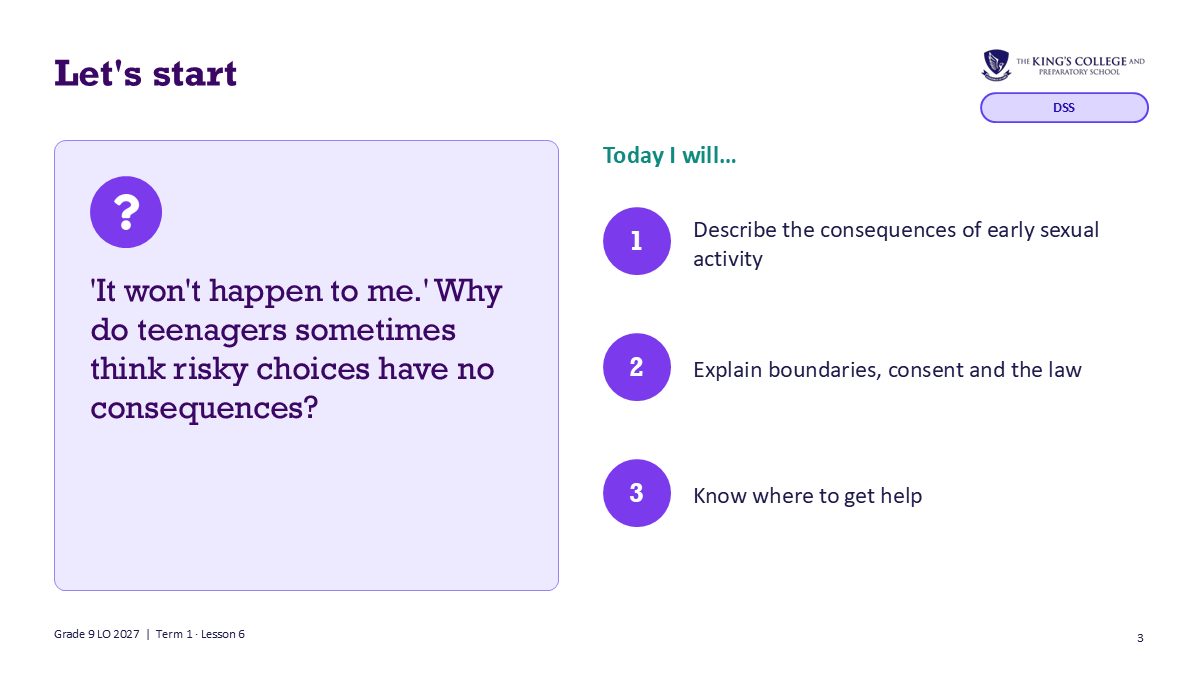 Let's start
THE KING'S COLLEGE AND
PREPARATORY SCHOOL
DSS
?
'It won't happen to me.' Why
do teenagers sometimes
think risky choices have no
consequences?
Today I will...
1
Describe the consequences of early sexual
activity
2
Explain boundaries, consent and the law
3
Know where to get help
Grade 9 LO 2027 | Term 1 · Lesson 6
3